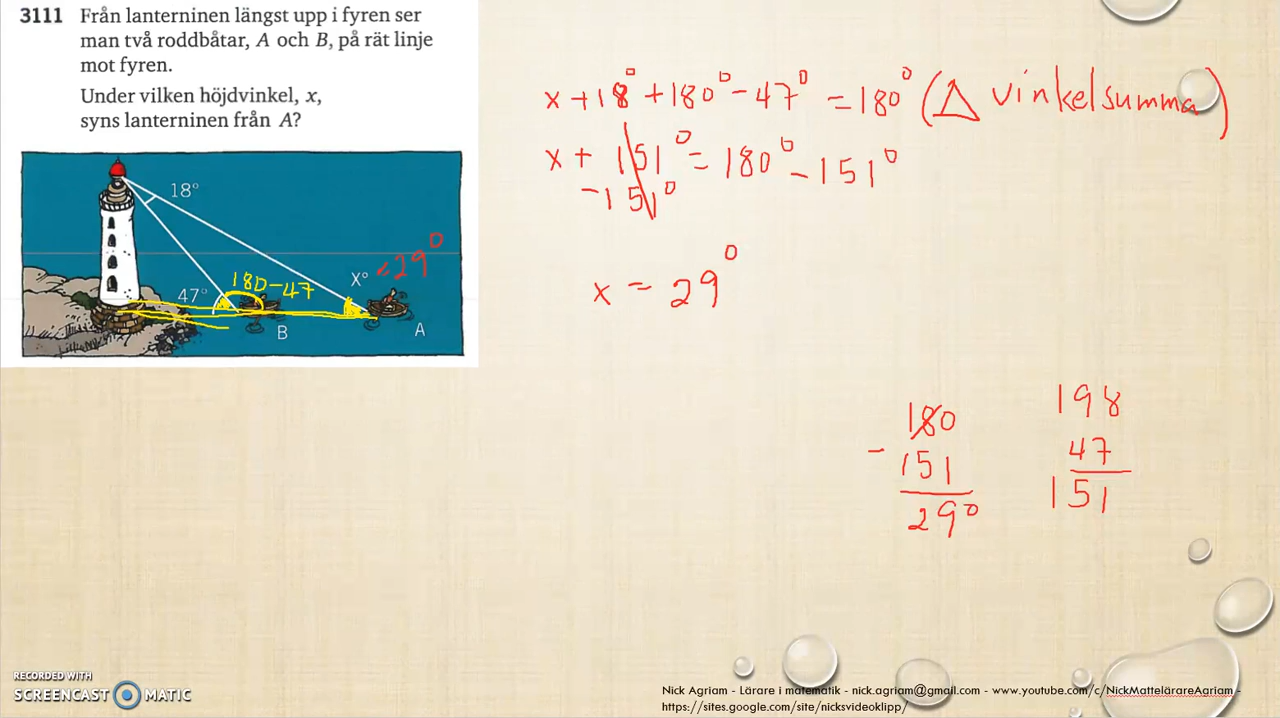 3111 Från lanterninen längst upp i fyren ser
man två roddbåtar, A och B, på rät linje
mot fyren.
Under vilken höjdvinkel, x,
syns lanterninen från A?
18°
47°
180-47
X°
=29°
B
A
x+18°+180°-47°=180° (△ vinkelsumma)
x+151°=180°-151°
-151°
x=29°
180
-151
29°
198
47
151
RECORDED WITH
SCREENCAST MATIC
Nick Agriam - Lärare i matematik - nick.agriam@gmail.com - www.youtube.com/c/NickMattelärareAariam -
https://sites.google.com/site/nicksvideoklipp/